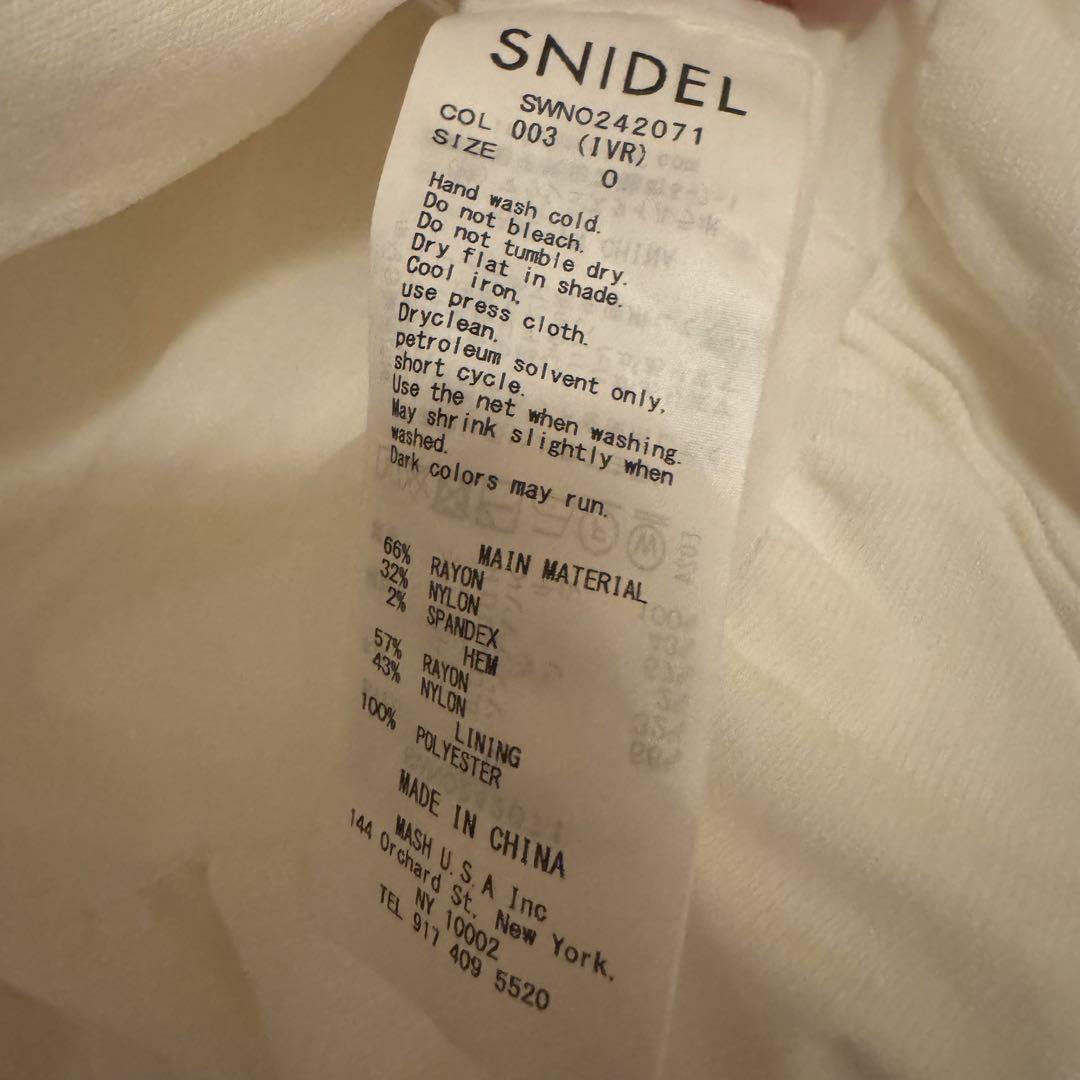 SNIDEL
SWNO242071
COL 003 (IVR)
SIZE 0
Hand wash cold.
Do not bleach.
Do not tumble dry.
Dry flat in shade.
Cool iron,
use press cloth.
Dryclean,
petroleum solvent only,
short cycle.
Use the net when washing.
May shrink slightly when
washed.
Dark colors may run.
MAIN MATERIAL
66% RAYON
32% NYLON
2% SPANDEX
HEM
57% RAYON
43% NYLON
LINING
100% POLYESTER
MADE IN CHINA
MASH U.S.A Inc
144 Orchard St, New York,
NY 10002
TEL 917 409 5520